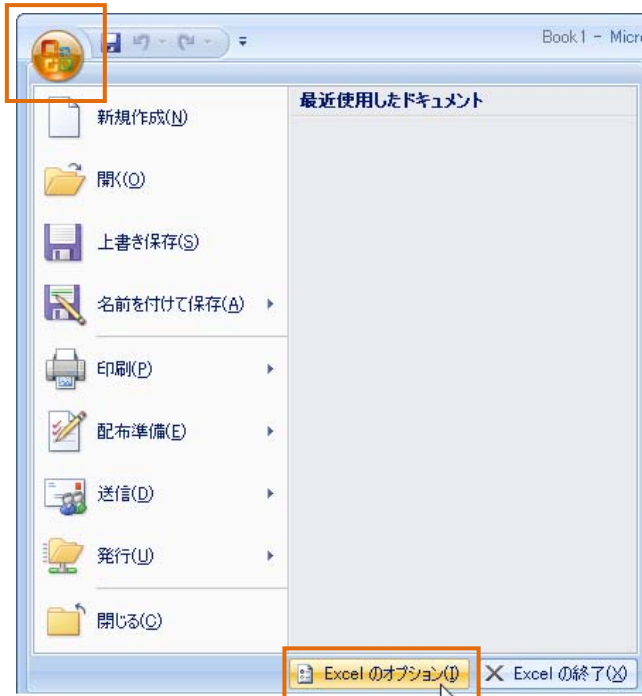 Book1 - Micr
新規作成(N)
最近使用したドキュメント
開く(O)
上書き保存(S)
名前を付けて保存(A)
印刷(P)
配布準備(E)
送信(D)
発行(U)
閉じる(C)
Excel のオプション(I)
Excel の終了(X)